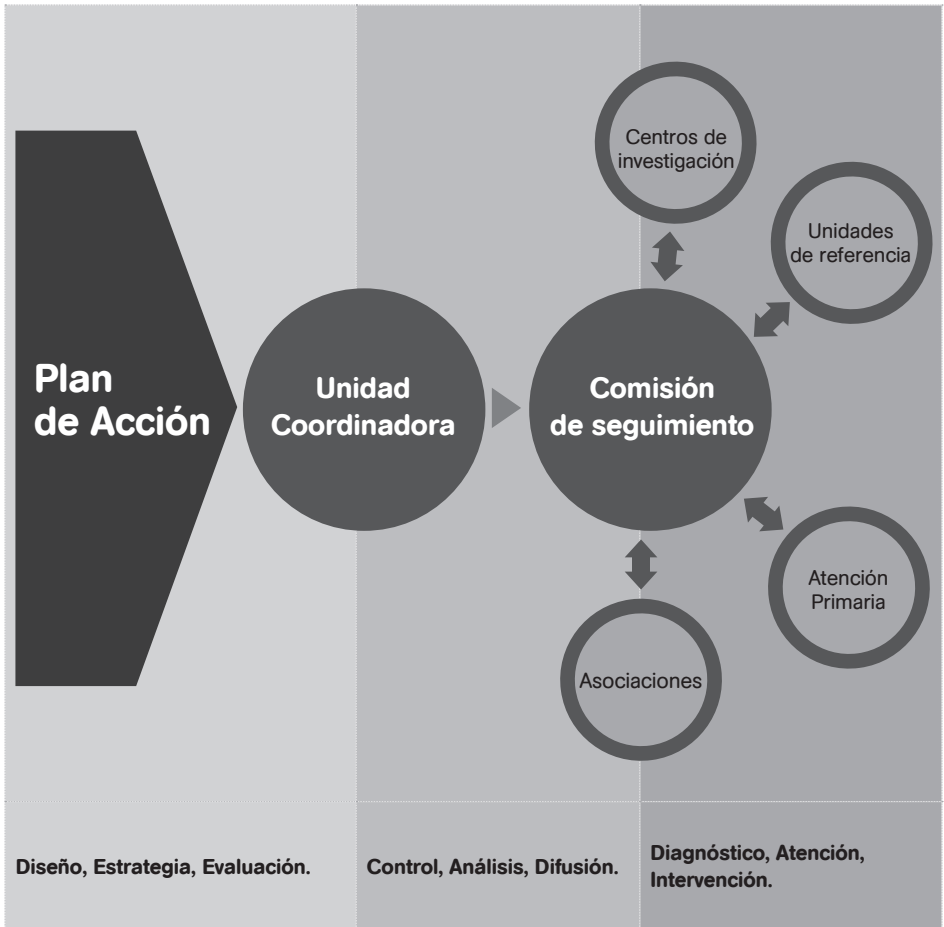 Plan
de Acción
Unidad
Coordinadora
Comisión
de seguimiento
Centros de
investigación
Unidades
de referencia
Atención
Primaria
Asociaciones
Diseño, Estrategia, Evaluación.
Control, Análisis, Difusión.
Diagnóstico, Atención,
Intervención.